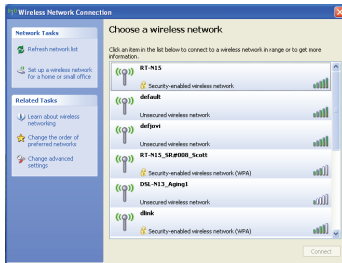 Wireless Network Connection
Network Tasks
Refresh network list
Set up a wireless network
for a home or small office
Related Tasks
Learn about wireless
networking
Change the order of
preferred networks
Change advanced
settings
Choose a wireless network
Click an item in the list below to connect to a wireless network in range or to get more
information.
RT-N15
Security-enabled wireless network
default
Unsecured wireless network
defjovi
Unsecured wireless network
RT-N15_SR#008_Scott
Security-enabled wireless network (WPA)
DSL-N13_Aging1
Unsecured wireless network
dlink
Security-enabled wireless network (WPA)
Connect